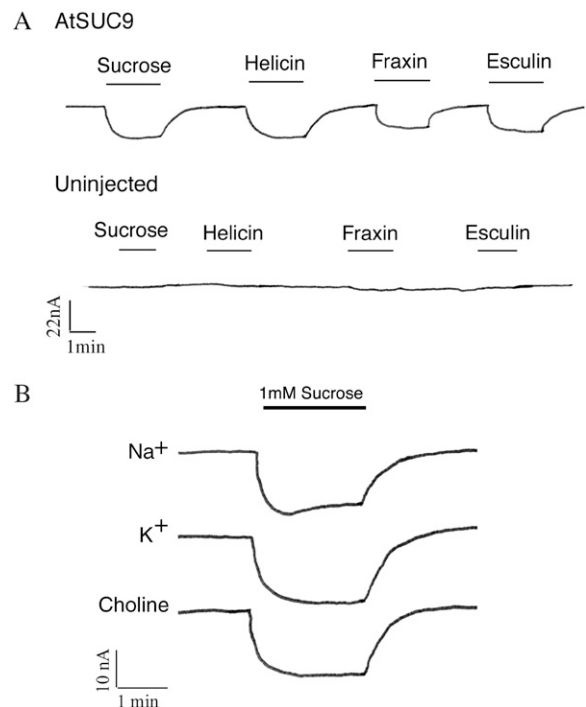 A AtSUC9
Sucrose Helicin Fraxin Esculin
Uninjected
Sucrose Helicin Fraxin Esculin
22nA
1min
B
1mM Sucrose
Na+
K+
Choline
10 nA
1 min